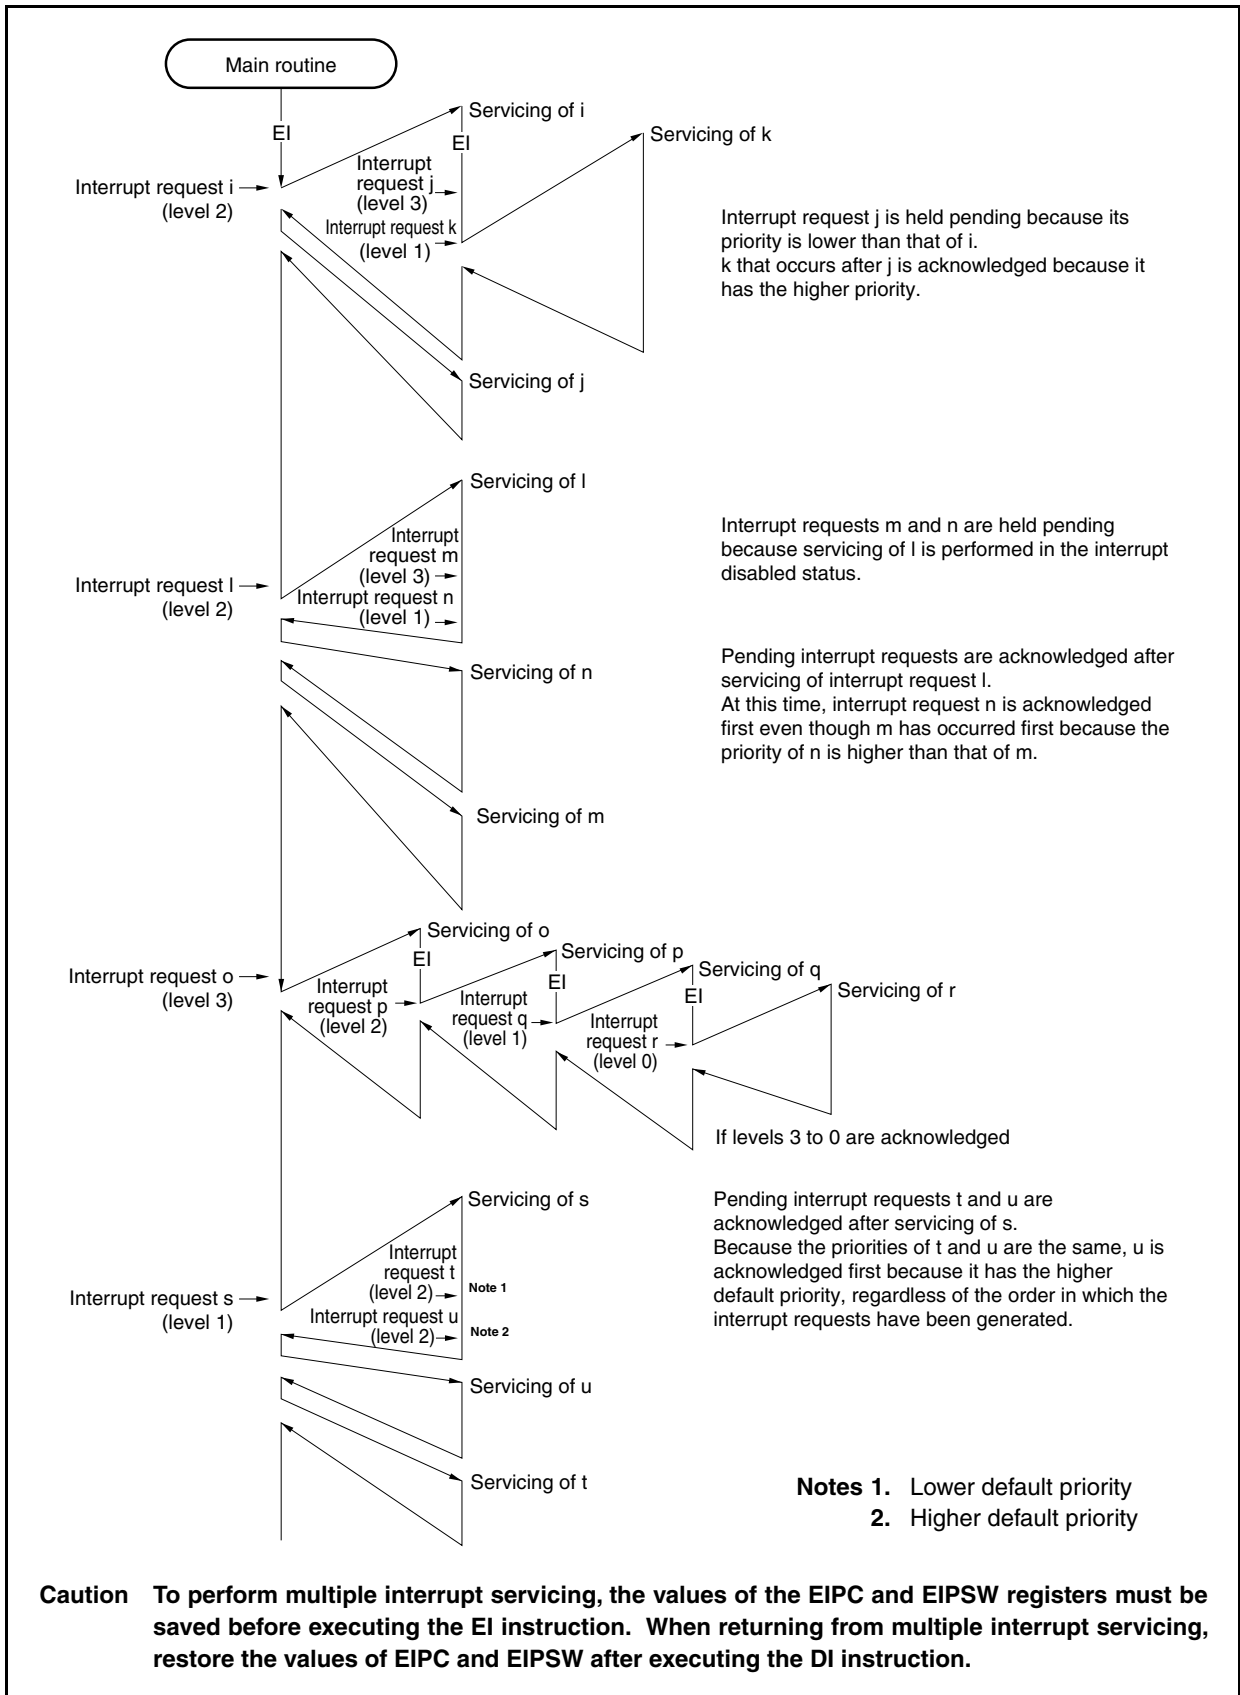 Main routine
EI
Servicing of i
EI
Servicing of k
Interrupt request i
(level 2)
Interrupt
request j
(level 3)
Interrupt request k
(level 1)
Interrupt request j is held pending because its
priority is lower than that of i.
k that occurs after j is acknowledged because it
has the higher priority.
Servicing of j
Servicing of l
Interrupt request l
(level 2)
Interrupt
request m
(level 3)
Interrupt request n
(level 1)
Interrupt requests m and n are held pending
because servicing of l is performed in the interrupt
disabled status.
Servicing of n
Pending interrupt requests are acknowledged after
servicing of interrupt request l.
At this time, interrupt request n is acknowledged
first even though m has occurred first because the
priority of n is higher than that of m.
Servicing of m
Servicing of o
EI
Servicing of p
EI
Servicing of q
EI
Servicing of r
Interrupt request o
(level 3)
Interrupt
request p
(level 2)
Interrupt
request q
(level 1)
Interrupt
request r
(level 0)
If levels 3 to 0 are acknowledged
Servicing of s
Interrupt request s
(level 1)
Interrupt
request t
(level 2)
Note 1
Interrupt request u
(level 2)
Note 2
Pending interrupt requests t and u are
acknowledged after servicing of s.
Because the priorities of t and u are the same, u is
acknowledged first because it has the higher
default priority, regardless of the order in which the
interrupt requests have been generated.
Servicing of u
Servicing of t
Notes 1. Lower default priority
2. Higher default priority
Caution To perform multiple interrupt servicing, the values of the EIPC and EIPSW registers must be
saved before executing the EI instruction. When returning from multiple interrupt servicing,
restore the values of EIPC and EIPSW after executing the DI instruction.